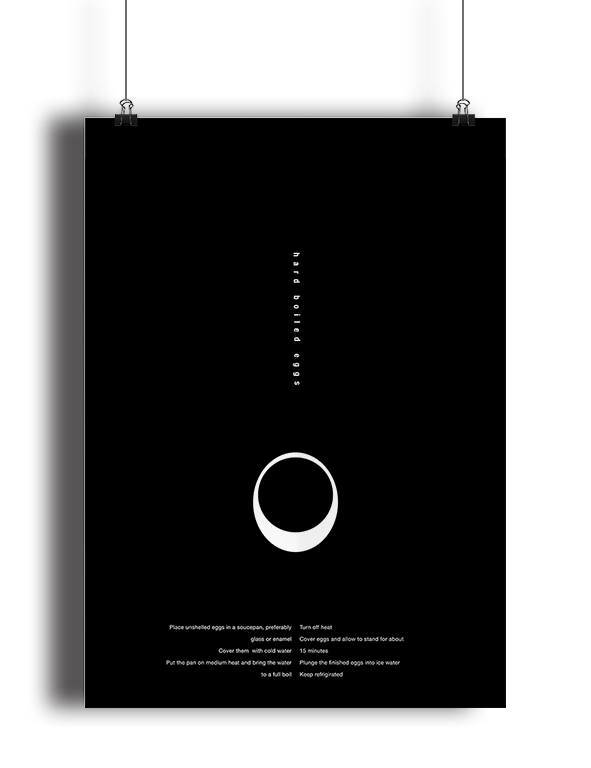 hard boiled eggs
Place unshelled eggs in a soucepan, preferably
glass or enamel
Cover them with cold water
Put the pan on medium heat and bring the water
to a full boil
Turn off heat
Cover eggs and allow to stand for about
15 minutes
Plunge the finished eggs into ice water
Keep refrigirated